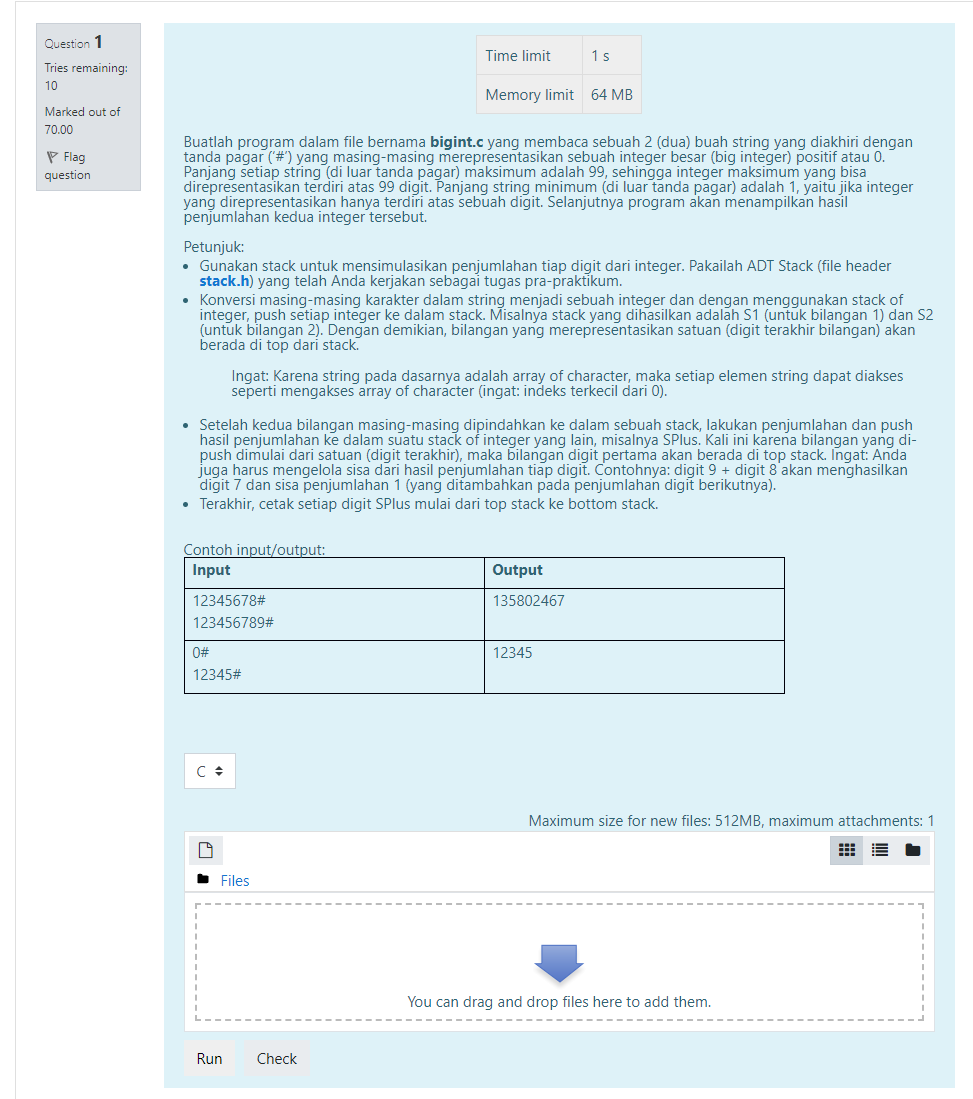 Question 1
Tries remaining:
10
Marked out of
70.00
Flag
question
Time limit 1 s
Memory limit 64 MB
Buatlah program dalam file bernama bigint.c yang membaca sebuah 2 (dua) buah string yang diakhiri dengan
tanda pagar ('#') yang masing-masing merepresentasikan sebuah integer besar (big integer) positif atau 0.
Panjang setiap string (di luar tanda pagar) maksimum adalah 99, sehingga integer maksimum yang bisa
direpresentasikan terdiri atas 99 digit. Panjang string minimum (di luar tanda pagar) adalah 1, yaitu jika integer
yang direpresentasikan hanya terdiri atas sebuah digit. Selanjutnya program akan menampilkan hasil
penjumlahan kedua integer tersebut.
Petunjuk:
• Gunakan stack untuk mensimulasikan penjumlahan tiap digit dari integer. Pakailah ADT Stack (file header
stack.h) yang telah Anda kerjakan sebagai tugas pra-praktikum.
• Konversi masing-masing karakter dalam string menjadi sebuah integer dan dengan menggunakan stack of
integer, push setiap integer ke dalam stack. Misalnya stack yang dihasilkan adalah S1 (untuk bilangan 1) dan S2
(untuk bilangan 2). Dengan demikian, bilangan yang merepresentasikan satuan (digit terakhir bilangan) akan
berada di top dari stack.
Ingat: Karena string pada dasarnya adalah array of character, maka setiap elemen string dapat diakses
seperti mengakses array of character (ingat: indeks terkecil dari 0).
• Setelah kedua bilangan masing-masing dipindahkan ke dalam sebuah stack, lakukan penjumlahan dan push
hasil penjumlahan ke dalam suatu stack of integer yang lain, misalnya SPlus. Kali ini karena bilangan yang di-
push dimulai dari satuan (digit terakhir), maka bilangan digit pertama akan berada di top stack. Ingat: Anda
juga harus mengelola sisa dari hasil penjumlahan tiap digit. Contohnya: digit 9 + digit 8 akan menghasilkan
digit 7 dan sisa penjumlahan 1 (yang ditambahkan pada penjumlahan digit berikutnya).
• Terakhir, cetak setiap digit SPlus mulai dari top stack ke bottom stack.
Contoh input/output:
Input Output
12345678# 135802467
123456789#
0# 12345
12345#
C
Maximum size for new files: 512MB, maximum attachments: 1
Files
You can drag and drop files here to add them.
Run Check